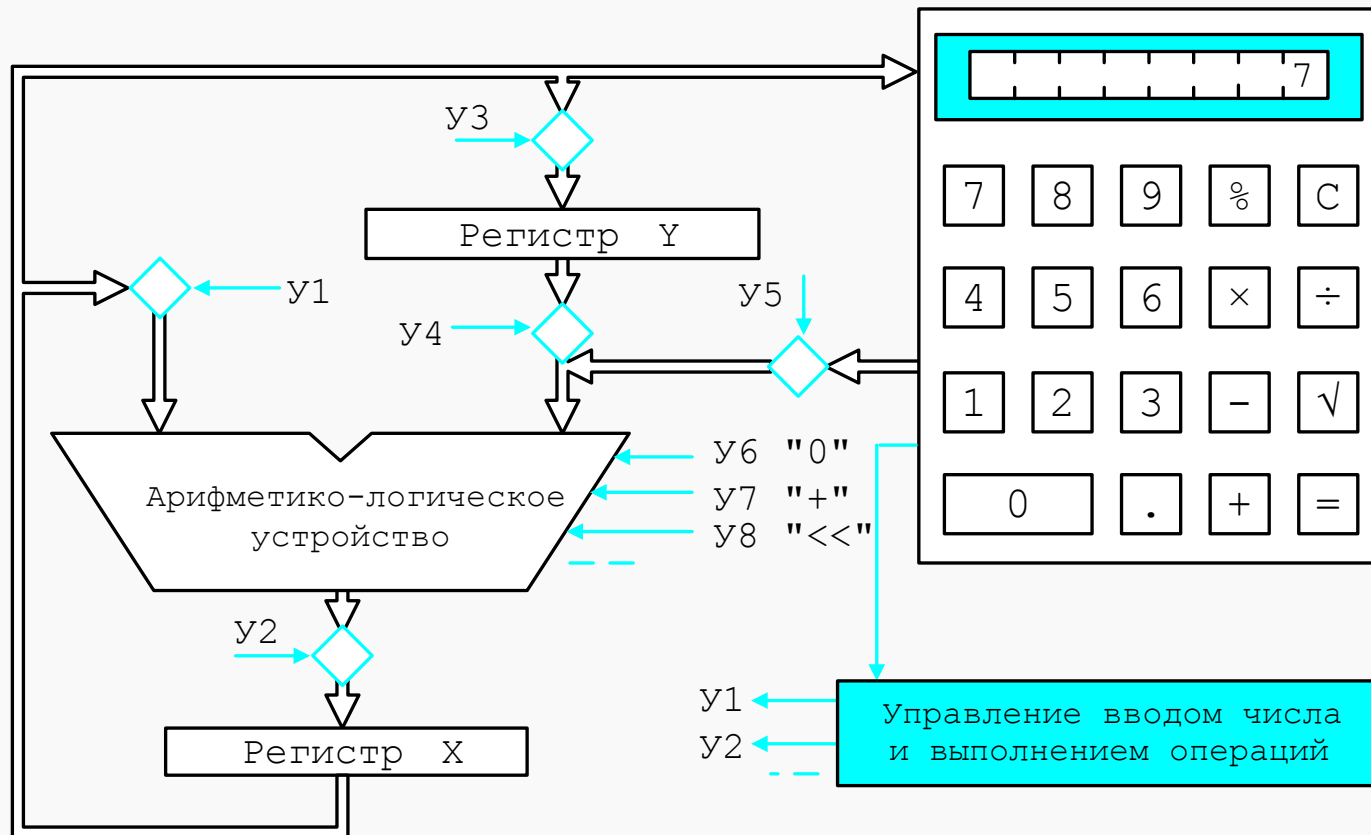 7
У3
7 8 9 % C
Регистр Y
У1
У5
4 5 6 × ÷
У4
1 2 3 - √
У6 "0"
Арифметико-логическое
устройство
У7 "+"
У8 "<<"
0 . + =
У2
У1
У2
Управление вводом числа
и выполнением операций
Регистр X